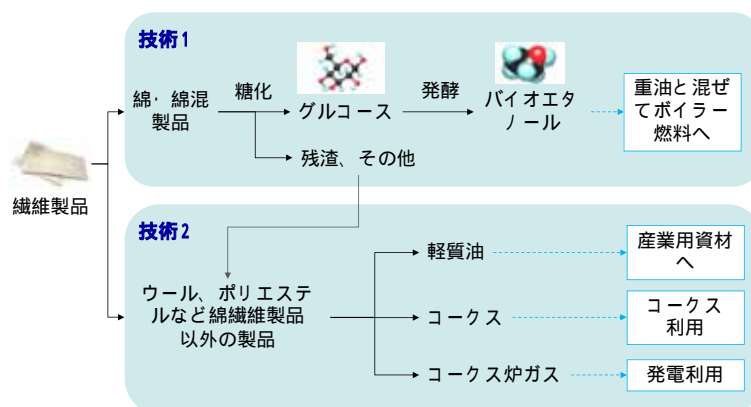 技術1
綿・綿混
製品
糖化
グルコース
発酵
バイオエタ
ノール
重油と混ぜ
てボイラー
燃料へ
残渣、その他
繊維製品
技術2
ウール、ポリエステ
ルなど綿繊維製品
以外の製品
軽質油
産業用資材
へ
コークス
コークス
利用
コークス炉ガス
発電利用